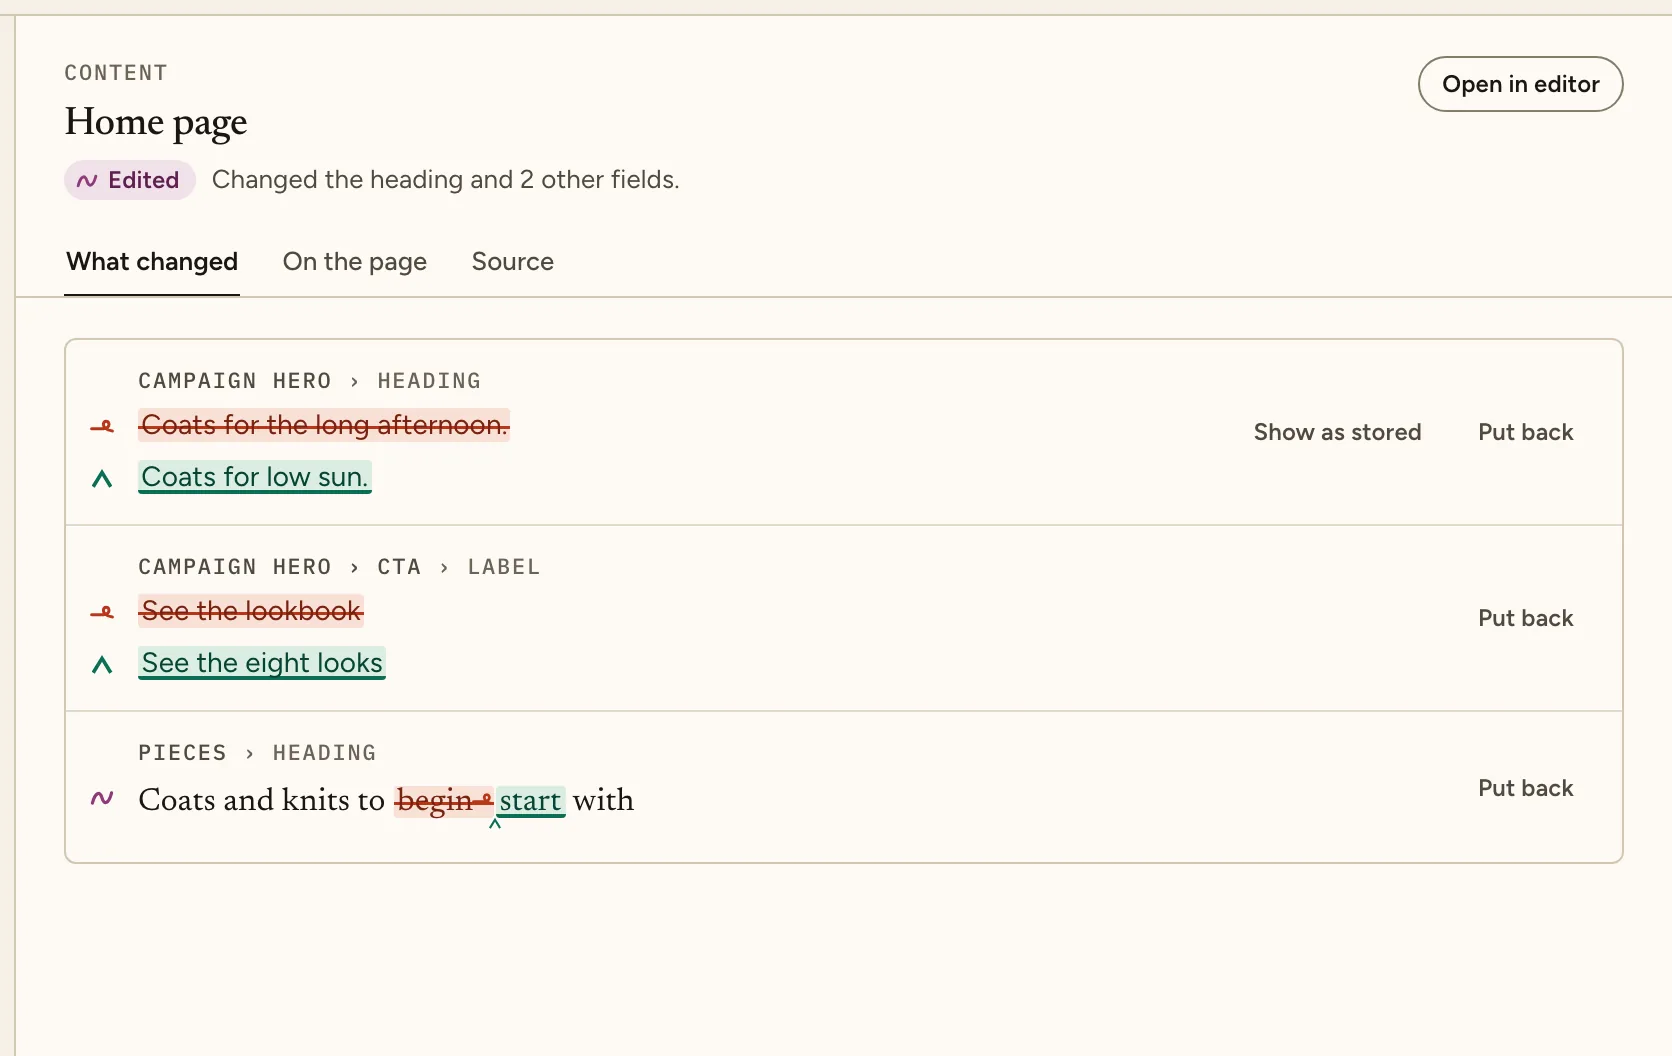 CONTENT
Home page
Open in editor
Edited Changed the heading and 2 other fields.
What changed On the page Source
CAMPAIGN HERO › HEADING
Coats for the long afternoon.
Coats for low sun.
Show as stored Put back
CAMPAIGN HERO › CTA › LABEL
See the lookbook
See the eight looks
Put back
PIECES › HEADING
Coats and knits to begin start with
Put back